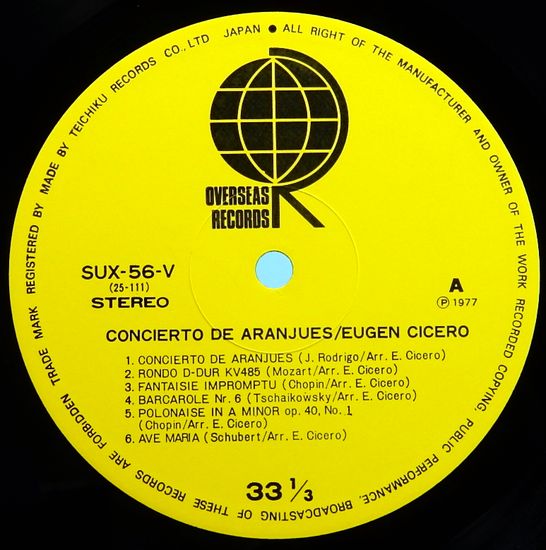 REGISTERED BY MADE BY TEICHIKU RECORDS CO., LTD JAPAN ● ALL RIGHT OF THE MANUFACTURER AND OWNER OF THE WORK RECORDED COPYING, PUBLIC PERFORMANCE, BROADCASTING OF THESE RECORDS ARE FORBIDDEN TRADE MARK
OVERSEAS
RECORDS
SUX-56-V
(25-111)
STEREO
A
Ⓟ 1977
CONCIERTO DE ARANJUES/EUGEN CICERO
1. CONCIERTO DE ARANJUES (J. Rodrigo/Arr. E. Cicero)
2. RONDO D-DUR KV485 (Mozart/Arr. E. Cicero)
3. FANTAISIE IMPROMPTU (Chopin/Arr. E. Cicero)
4. BARCAROLE Nr. 6 (Tschaikowsky/Arr. E. Cicero)
5. POLONAISE IN A MINOR op. 40, No. 1
(Chopin/Arr. E. Cicero)
6. AVE MARIA (Schubert/Arr. E. Cicero)
33 1/3